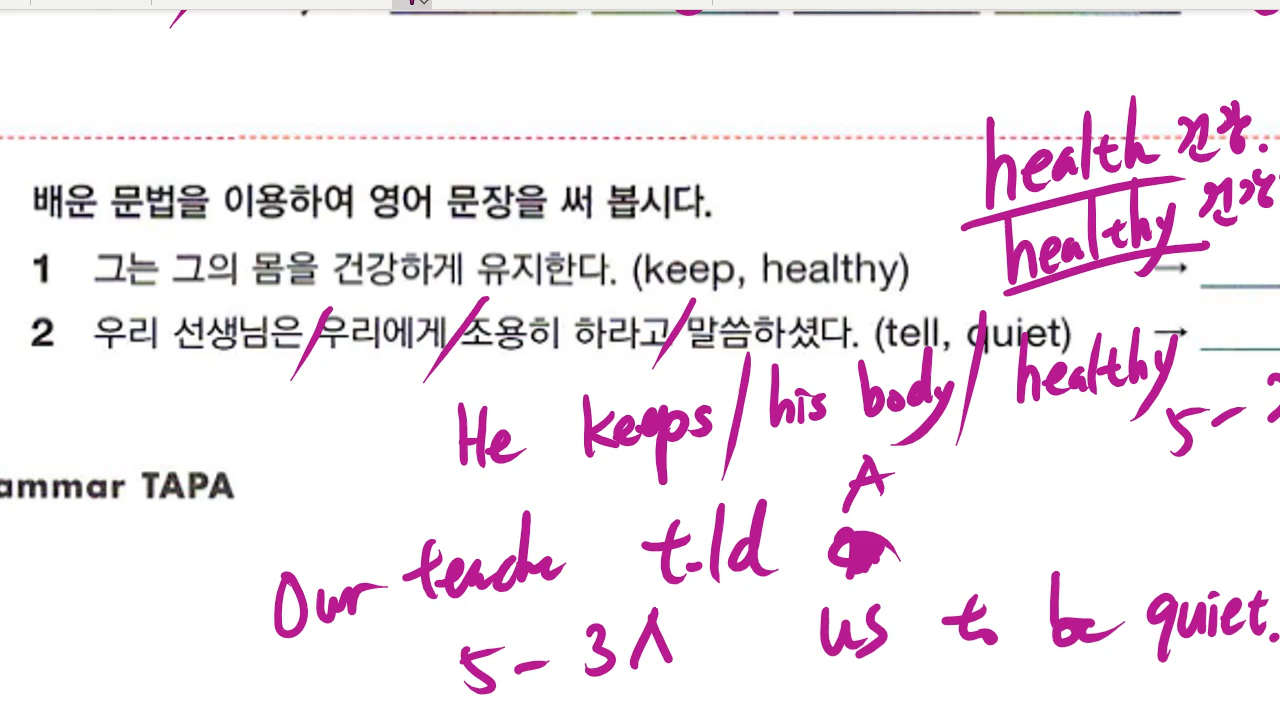 health 건강.
healthy 건강
배운 문법을 이용하여 영어 문장을 써 봅시다.
1 그는 그의 몸을 건강하게 유지한다. (keep, healthy) →
2 우리 선생님은 / 우리에게 / 조용히 하라고 / 말씀하셨다. (tell, quiet) →
He keeps / his body / healthy
5-
ammmar TAPA
A
Our told
us to be quiet.
5-3